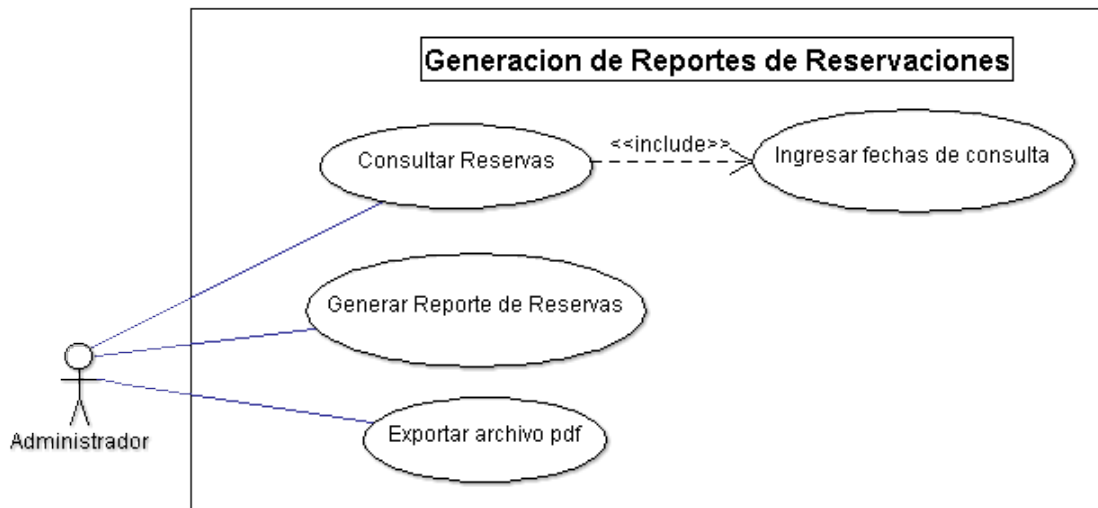 Generacion de Reportes de Reservaciones
Consultar Reservas
<<include>>
Ingresar fechas de consulta
Generar Reporte de Reservas
Administrador
Exportar archivo pdf